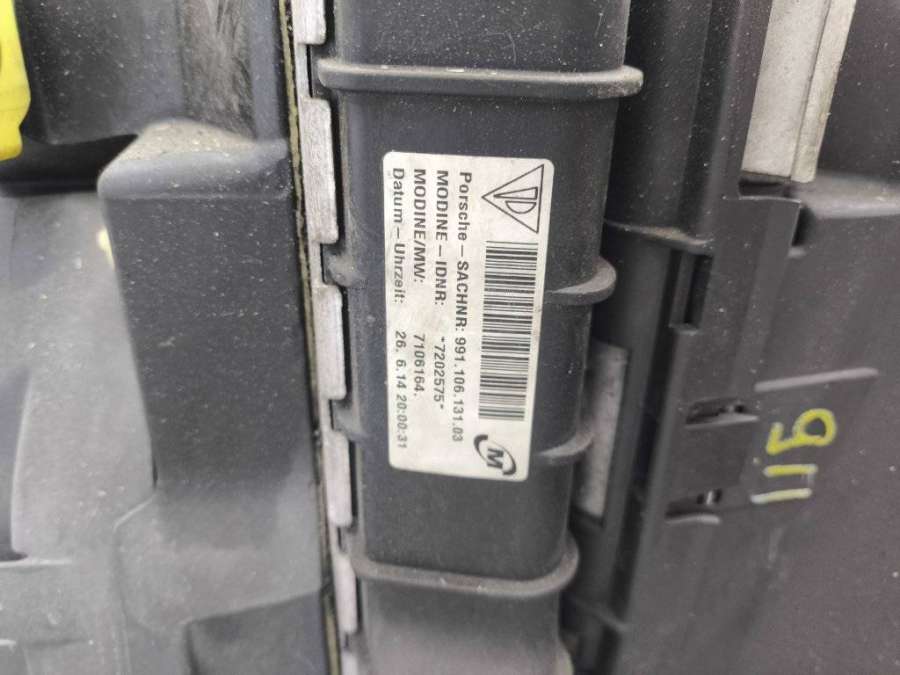 Porsche - SACHNR: 991.106.131.03
MODINE - IDNR: *7202575*
MODINE/MW: 7106164.
Datum - Uhrzeit: 26. 6.14 20:00:31
M